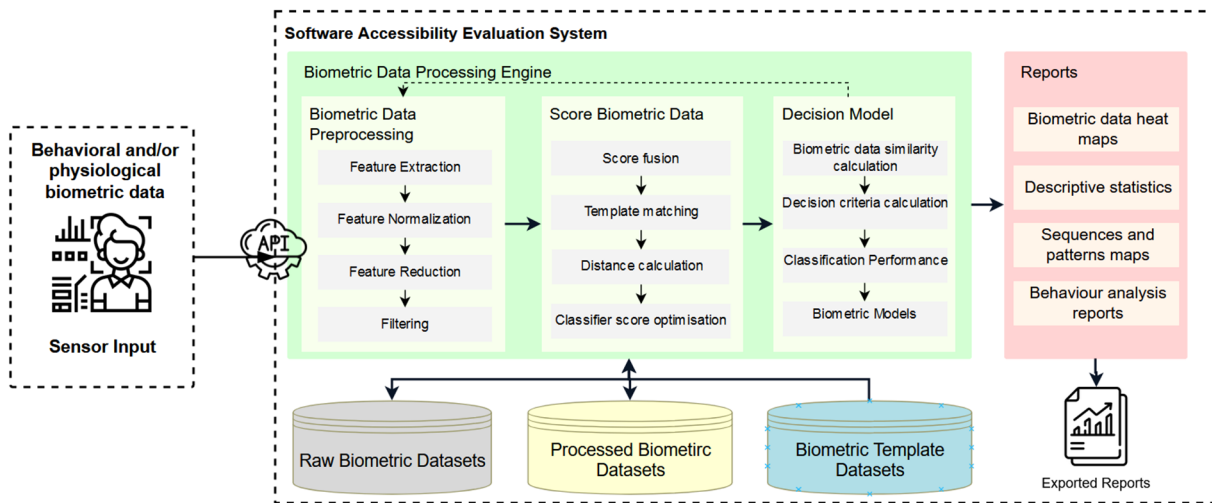 Software Accessibility Evaluation System
Behavioral and/or
physiological
biometric data
Sensor Input
API
Biometric Data Processing Engine
Biometric Data
Preprocessing
Feature Extraction
Feature Normalization
Feature Reduction
Filtering
Score Biometric Data
Score fusion
Template matching
Distance calculation
Classifier score optimisation
Decision Model
Biometric data similarity
calculation
Decision criteria calculation
Classification Performance
Biometric Models
Reports
Biometric data heat
maps
Descriptive statistics
Sequences and
patterns maps
Behaviour analysis
reports
Exported Reports
Raw Biometric Datasets
Processed Biometirc
Datasets
Biometric Template
Datasets